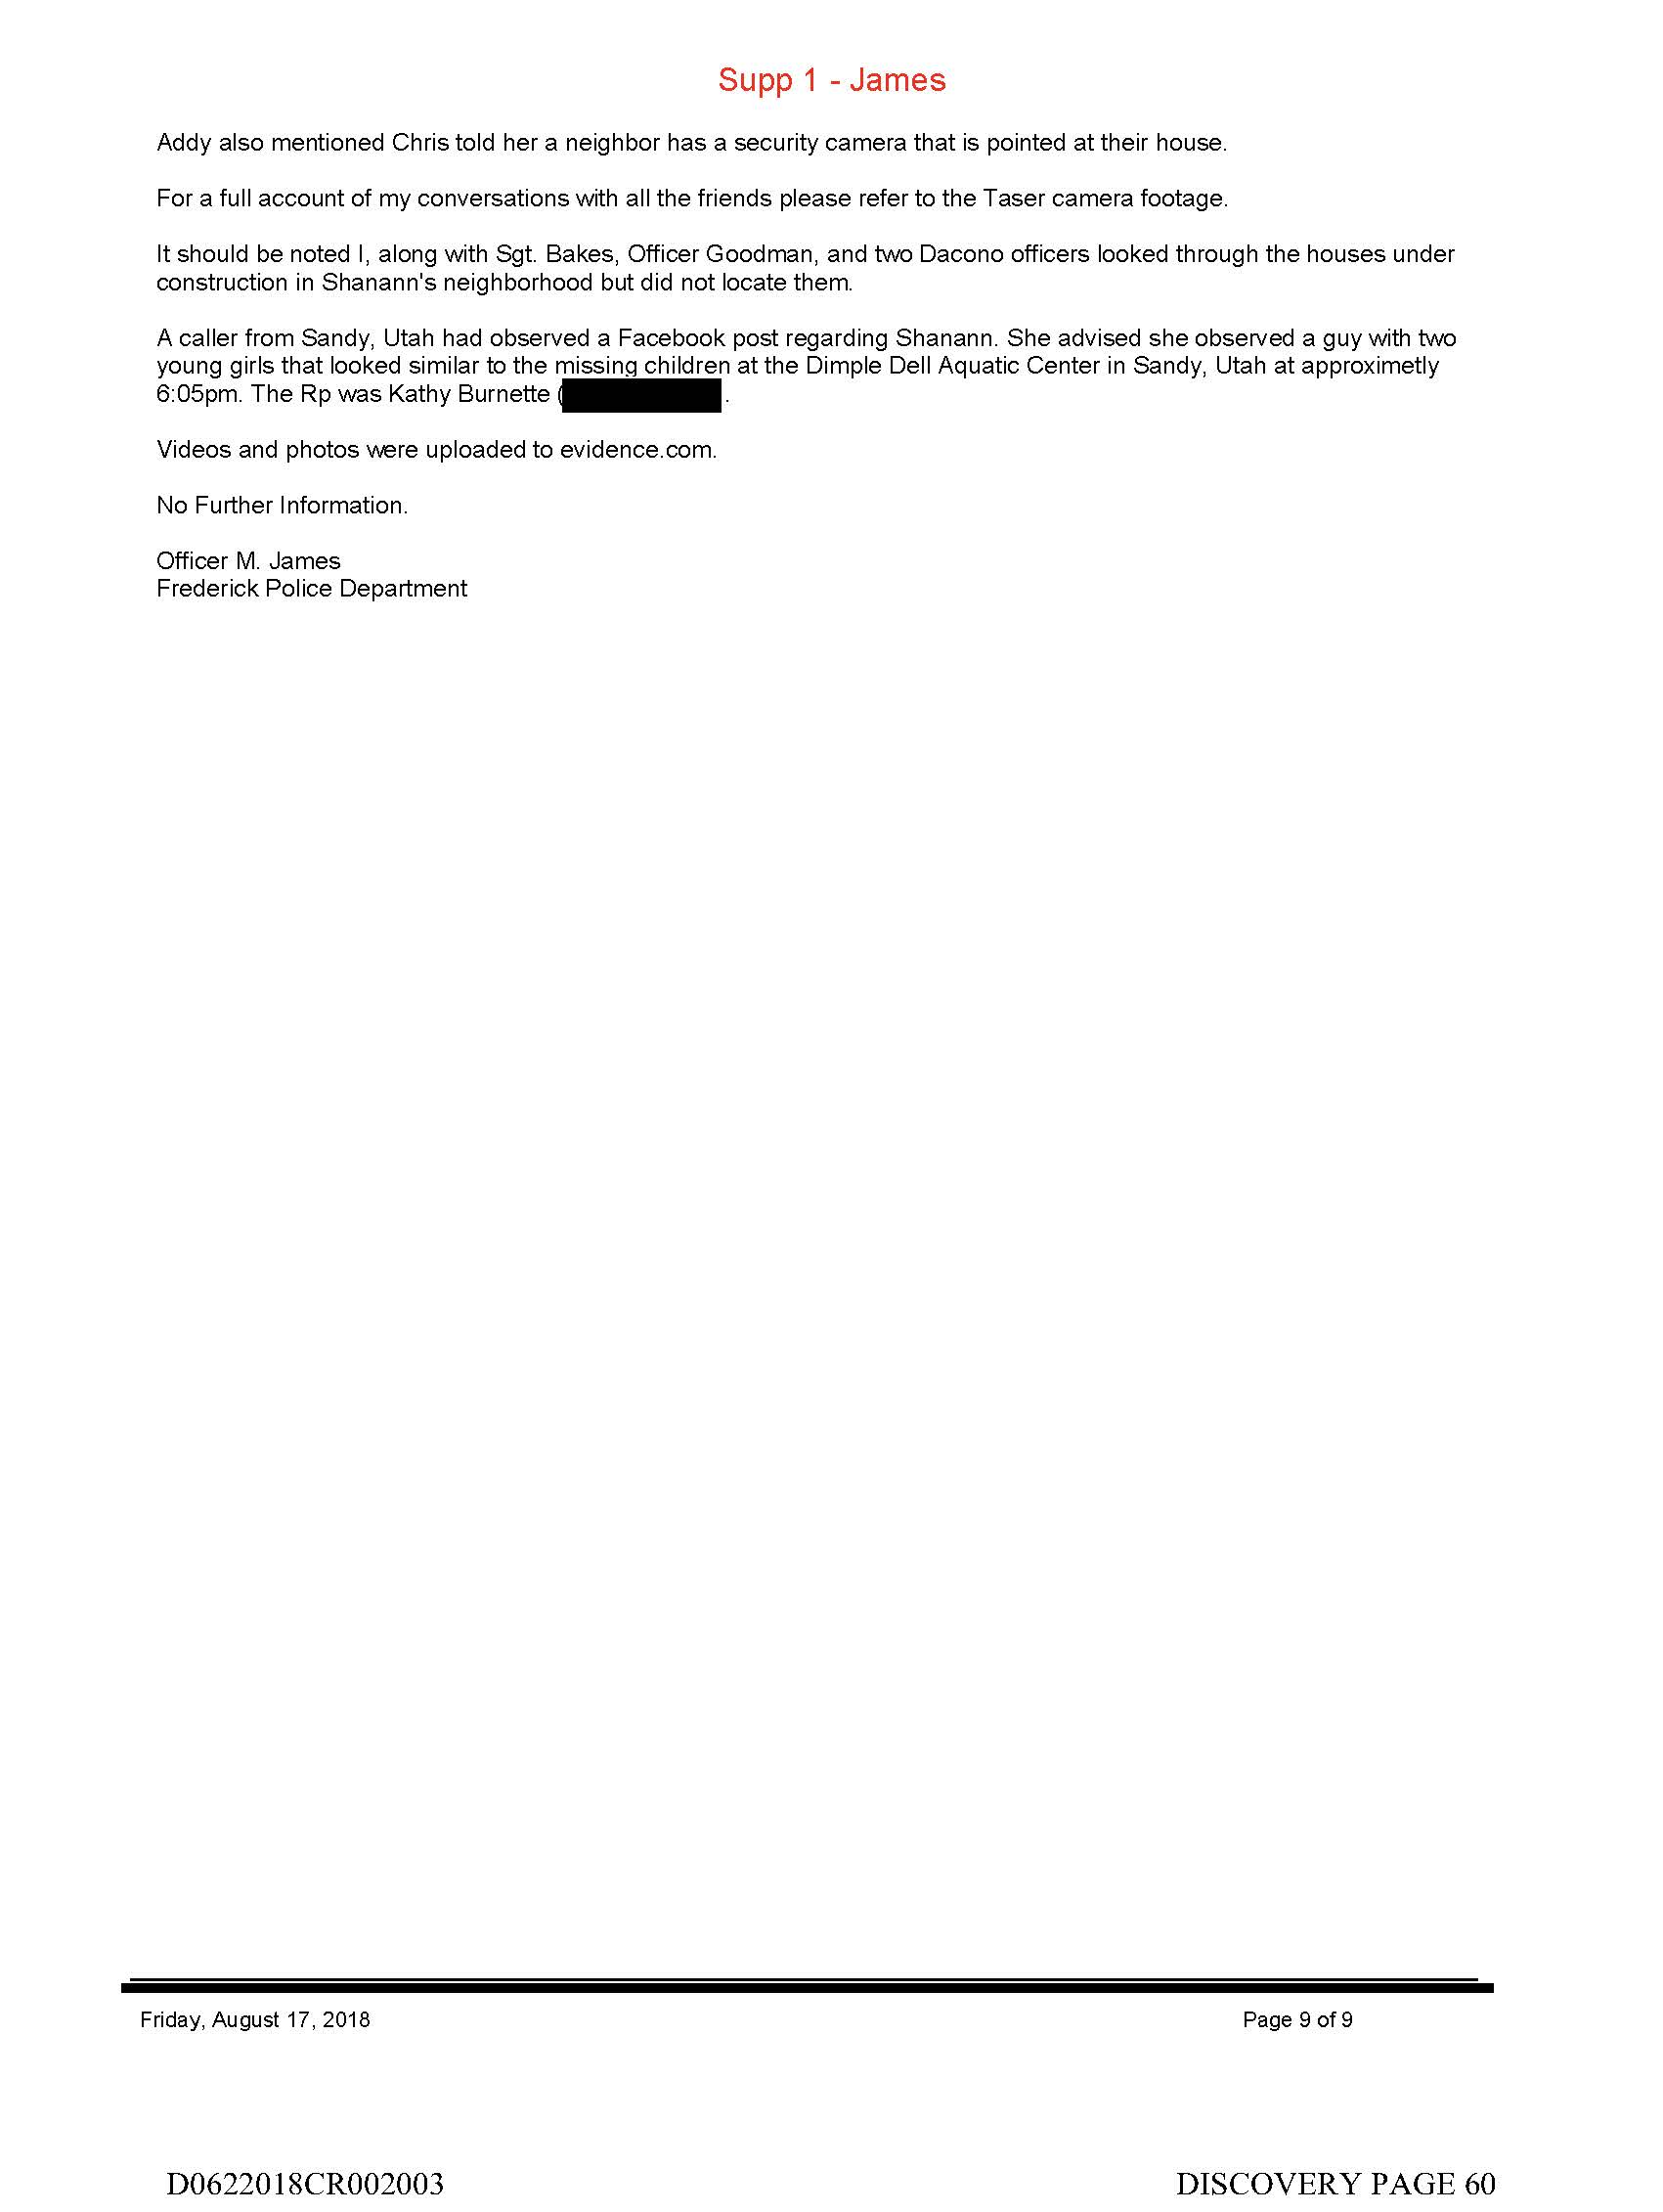 Supp 1 - James
Addy also mentioned Chris told her a neighbor has a security camera that is pointed at their house.
For a full account of my conversations with all the friends please refer to the Taser camera footage.
It should be noted I, along with Sgt. Bakes, Officer Goodman, and two Dacono officers looked through the houses under
construction in Shanann's neighborhood but did not locate them.
A caller from Sandy, Utah had observed a Facebook post regarding Shanann. She advised she observed a guy with two
young girls that looked similar to the missing children at the Dimple Dell Aquatic Center in Sandy, Utah at approximetly
6:05pm. The Rp was Kathy Burnette (.
Videos and photos were uploaded to evidence.com.
No Further Information.
Officer M. James
Frederick Police Department
Friday, August 17, 2018 Page 9 of 9
D0622018CR002003 DISCOVERY PAGE 60